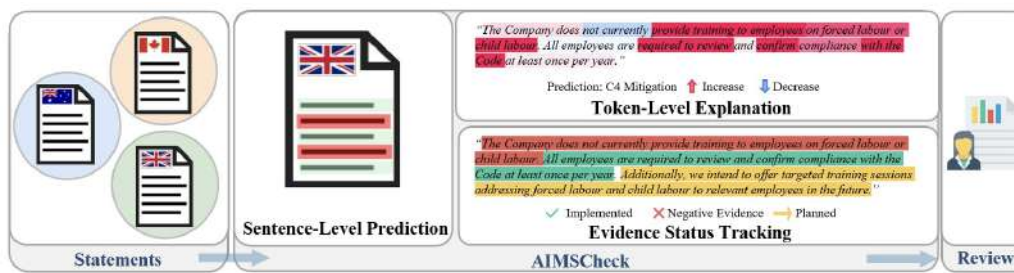 "The Company does not currently provide training to employees on forced labour or
child labour. All employees are required to review and confirm compliance with the
Code at least once per year."
Prediction: C4 Mitigation Increase Decrease
Token-Level Explanation
"The Company does not currently provide training to employees on forced labour or
child labour. All employees are required to review and confirm compliance with the
Code at least once per year. Additionally, we intend to offer targeted training sessions
addressing forced labour and child labour to relevant employees in the future."
Implemented Negative Evidence Planned
Sentence-Level Prediction
Evidence Status Tracking
Statements
AIMSCheck
Review